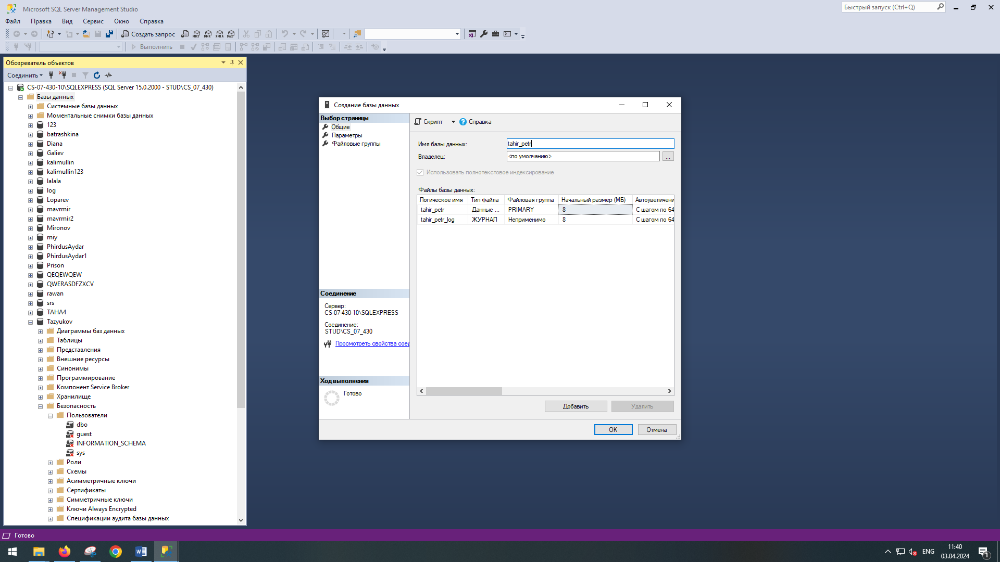 Microsoft SQL Server Management Studio
Быстрый запуск (Ctrl+Q)
Файл Правка Вид Сервис Окно Справка
Создать запрос MDX DMX XMLA DAX
Выполнить
Обозреватель объектов
Соединить
CS-07-430-10\SQLEXPRESS (SQL Server 15.0.2000 - STUD\CS_07_430)
Базы данных
Системные базы данных
Моментальные снимки базы данных
123
batrashkina
Diana
Galiev
kalimullin
kalimullin123
lalala
log
Loparev
mavrmir
mavrmir2
Mironov
miy
PhirdusAydar
PhirdusAydar1
Prison
QEQEWQEW
QWERASDFZXCV
rawan
srs
TAHA4
Tazyukov
Диаграммы баз данных
Таблицы
Представления
Внешние ресурсы
Синонимы
Программирование
Компонент Service Broker
Хранилище
Безопасность
Пользователи
dbo
guest
INFORMATION_SCHEMA
sys
Роли
Схемы
Асимметричные ключи
Сертификаты
Симметричные ключи
Ключи Always Encrypted
Спецификации аудита базы данных
Создание базы данных
Выбор страницы
Общие
Параметры
Файловые группы
Соединение
Сервер:
CS-07-430-10\SQLEXPRESS
Соединение:
STUD\CS_07_430
Просмотреть свойства соед
Ход выполнения
Готово
Скрипт Справка
Имя базы данных: tahir_petr
Владелец: <по умолчанию> ...
Использовать полнотекстовое индексирование
Файлы базы данных:
Логическое имя Тип файла Файловая группа Начальный размер (МБ) Автоувеличени
tahir_petr Данные ... PRIMARY 8 С шагом по 64
tahir_petr_log ЖУРНАЛ Неприменимо 8 С шагом по 64
Добавить Удалить
OK Отмена
Готово
ENG 11:40
03.04.2024
1